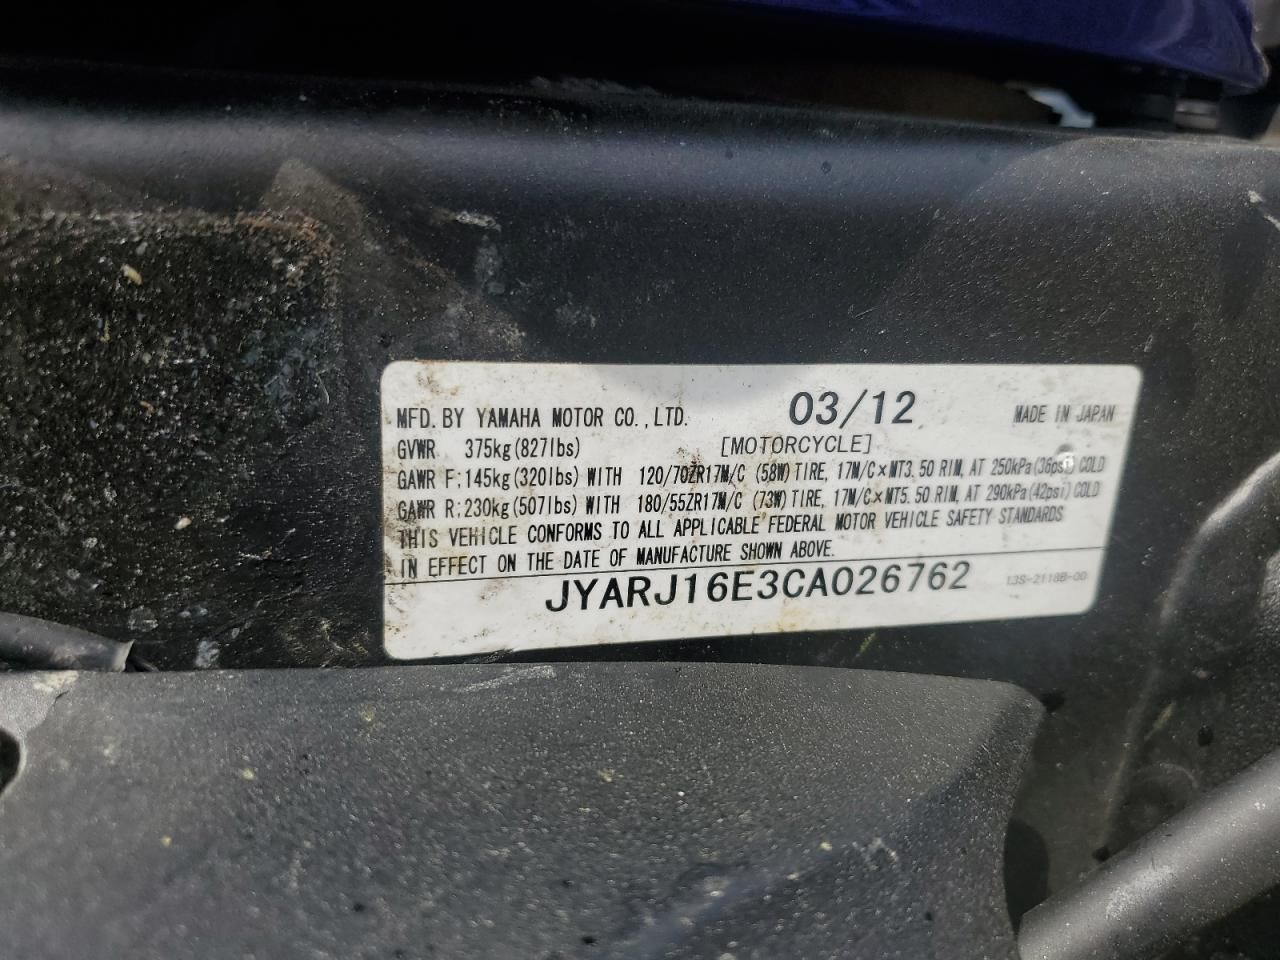 MFD. BY YAMAHA MOTOR CO., LTD. 03/12 MADE IN JAPAN
GVWR 375kg(827lbs) [MOTORCYCLE]
GAWR F:145kg(320lbs) WITH 120/70ZR17M/C (58W)TIRE, 17M/C×MT3.50 RIM, AT 250kPa(36psi) COLD
GAWR R:230kg(507lbs) WITH 180/55ZR17M/C (73W)TIRE, 17M/C×MT5.50 RIM, AT 290kPa(42psi) COLD
THIS VEHICLE CONFORMS TO ALL APPLICABLE FEDERAL MOTOR VEHICLE SAFETY STANDARDS
IN EFFECT ON THE DATE OF MANUFACTURE SHOWN ABOVE.
JYARJ16E3CA026762 13S-2118B-00